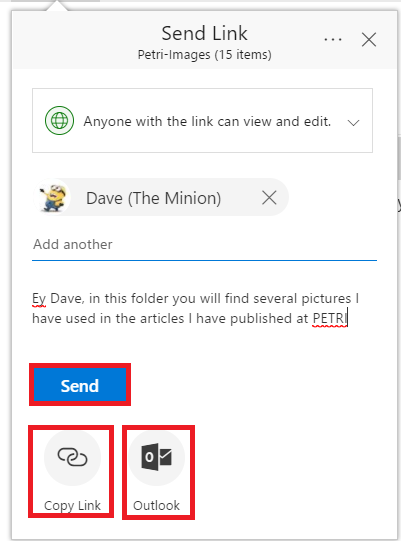 Send Link
Petri-Images (15 items)
Anyone with the link can view and edit.
Dave (The Minion)
Add another
Ey Dave, in this folder you will find several pictures I
have used in the articles I have published at PETRI
Send
Copy Link
Outlook